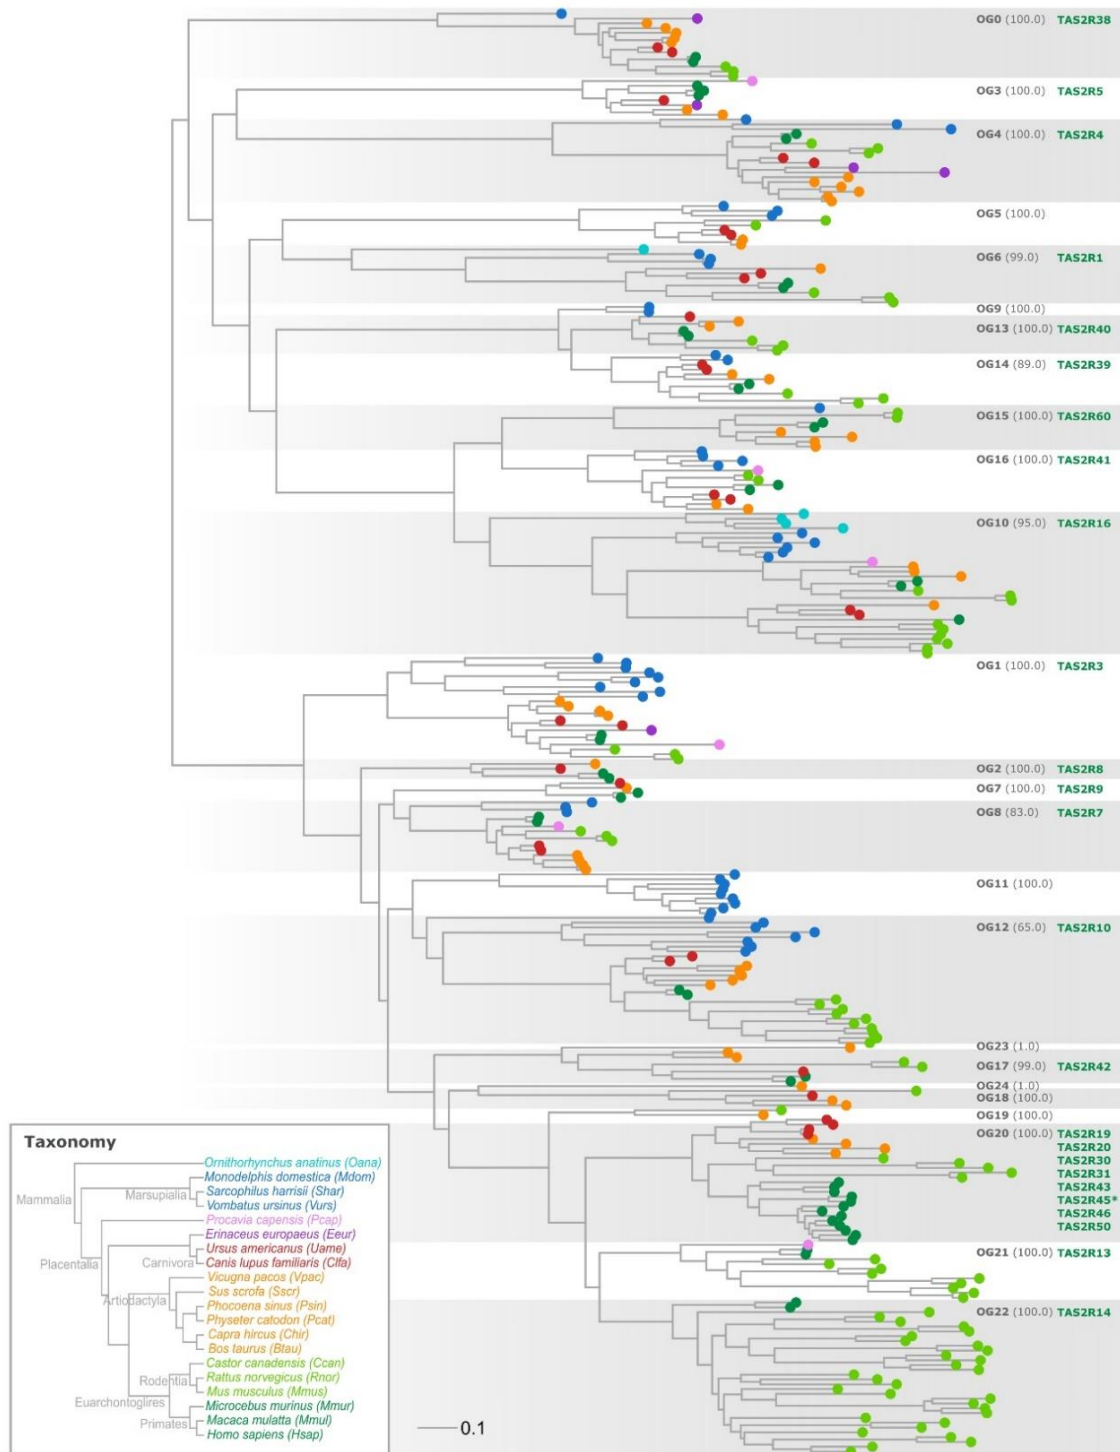 OG0 (100.0) TAS2R38
OG3 (100.0) TAS2R5
OG4 (100.0) TAS2R4
OG5 (100.0)
OG6 (99.0) TAS2R1
OG9 (100.0)
OG13 (100.0) TAS2R40
OG14 (89.0) TAS2R39
OG15 (100.0) TAS2R60
OG16 (100.0) TAS2R41
OG10 (95.0) TAS2R16
OG1 (100.0) TAS2R3
OG2 (100.0) TAS2R8
OG7 (100.0) TAS2R9
OG8 (83.0) TAS2R7
OG11 (100.0)
OG12 (65.0) TAS2R10
OG23 (1.0)
OG17 (99.0) TAS2R42
OG24 (1.0)
OG18 (100.0)
OG19 (100.0)
OG20 (100.0) TAS2R19
TAS2R20
TAS2R30
TAS2R31
TAS2R43
TAS2R45*
TAS2R46
TAS2R50
OG21 (100.0) TAS2R13
OG22 (100.0) TAS2R14
Taxonomy
Ornithorhynchus anatinus (Oana)
Monodelphis domestica (Mdom)
Mammalia
Marsupialia
Sarcophilus harrisii (Shar)
Vombatus ursinus (Vurs)
Procavia capensis (Pcap)
Erinaceus europaeus (Eeur)
Ursus americanus (Uame)
Placentalia
Carnivora
Canis lupus familiaris (Clfa)
Vicugna pacos (Vpac)
Sus scrofa (Sscr)
Artiodactyla
Phocoena sinus (Psin)
Physeter catodon (Pcat)
Capra hircus (Chir)
Bos taurus (Btau)
Castor canadensis (Ccan)
Rodentia
Rattus norvegicus (Rnor)
Mus musculus (Mmus)
Euarchontoglires
Microcebus murinus (Mmur)
Primates
Macaca mulatta (Mmul)
Homo sapiens (Hsap)
0.1